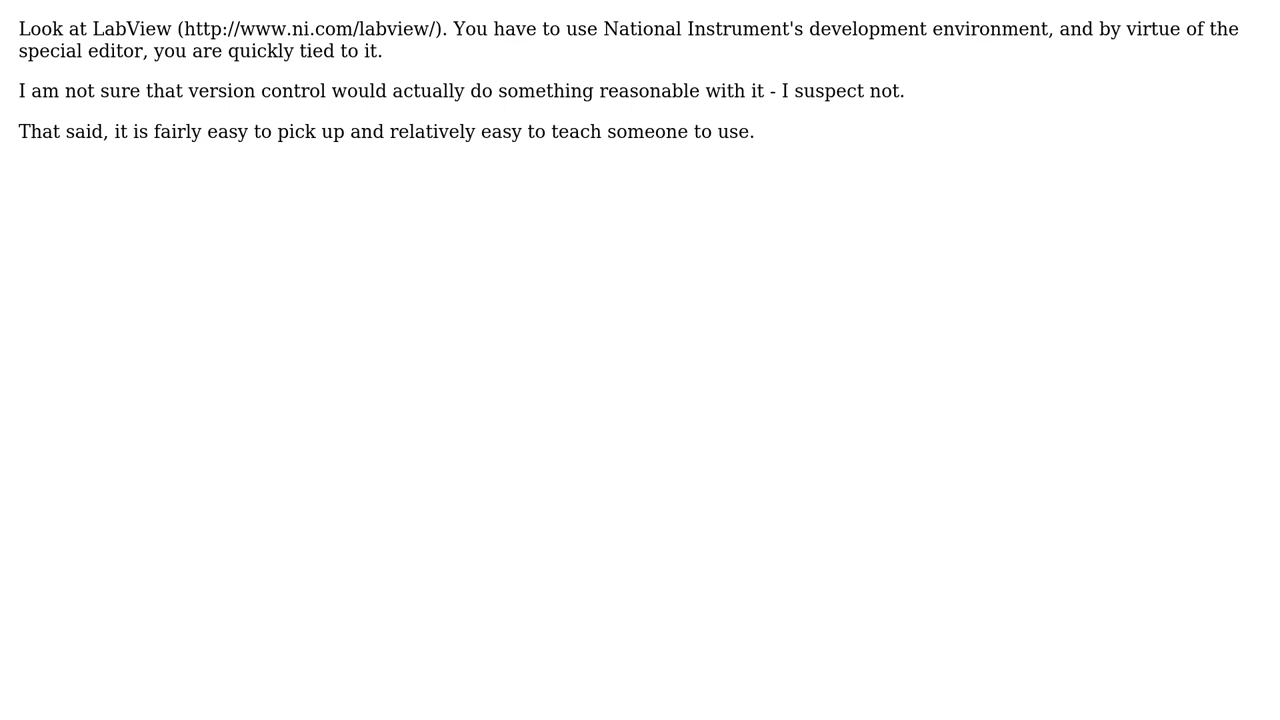 Look at LabView (http://www.ni.com/labview/). You have to use National Instrument's development environment, and by virtue of the
special editor, you are quickly tied to it.
I am not sure that version control would actually do something reasonable with it - I suspect not.
That said, it is fairly easy to pick up and relatively easy to teach someone to use.